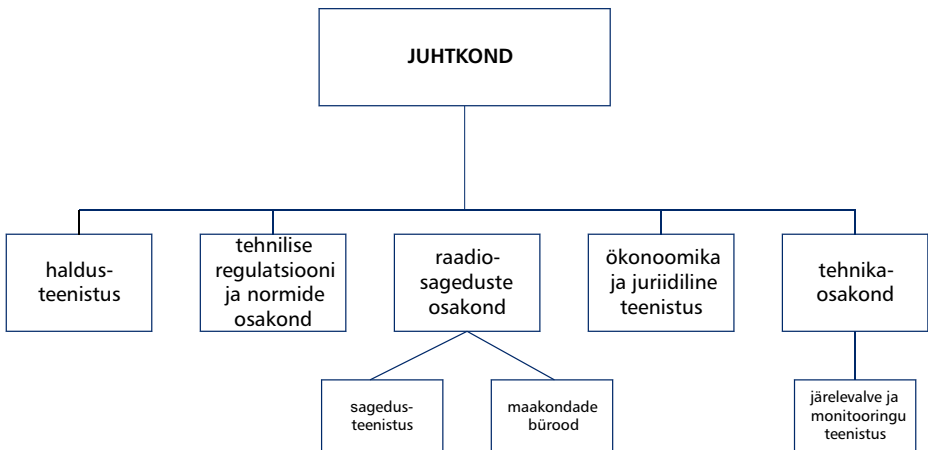 JUHTKOND
haldus-
teenistus
tehnilise
regulatsiooni
ja normide
osakond
raadio-
sageduste
osakond
ökonoomika
ja juriidiline
teenistus
tehnika-
osakond
sagedus-
teenistus
maakondade
bürood
järelevalve ja
monitooringu
teenistus